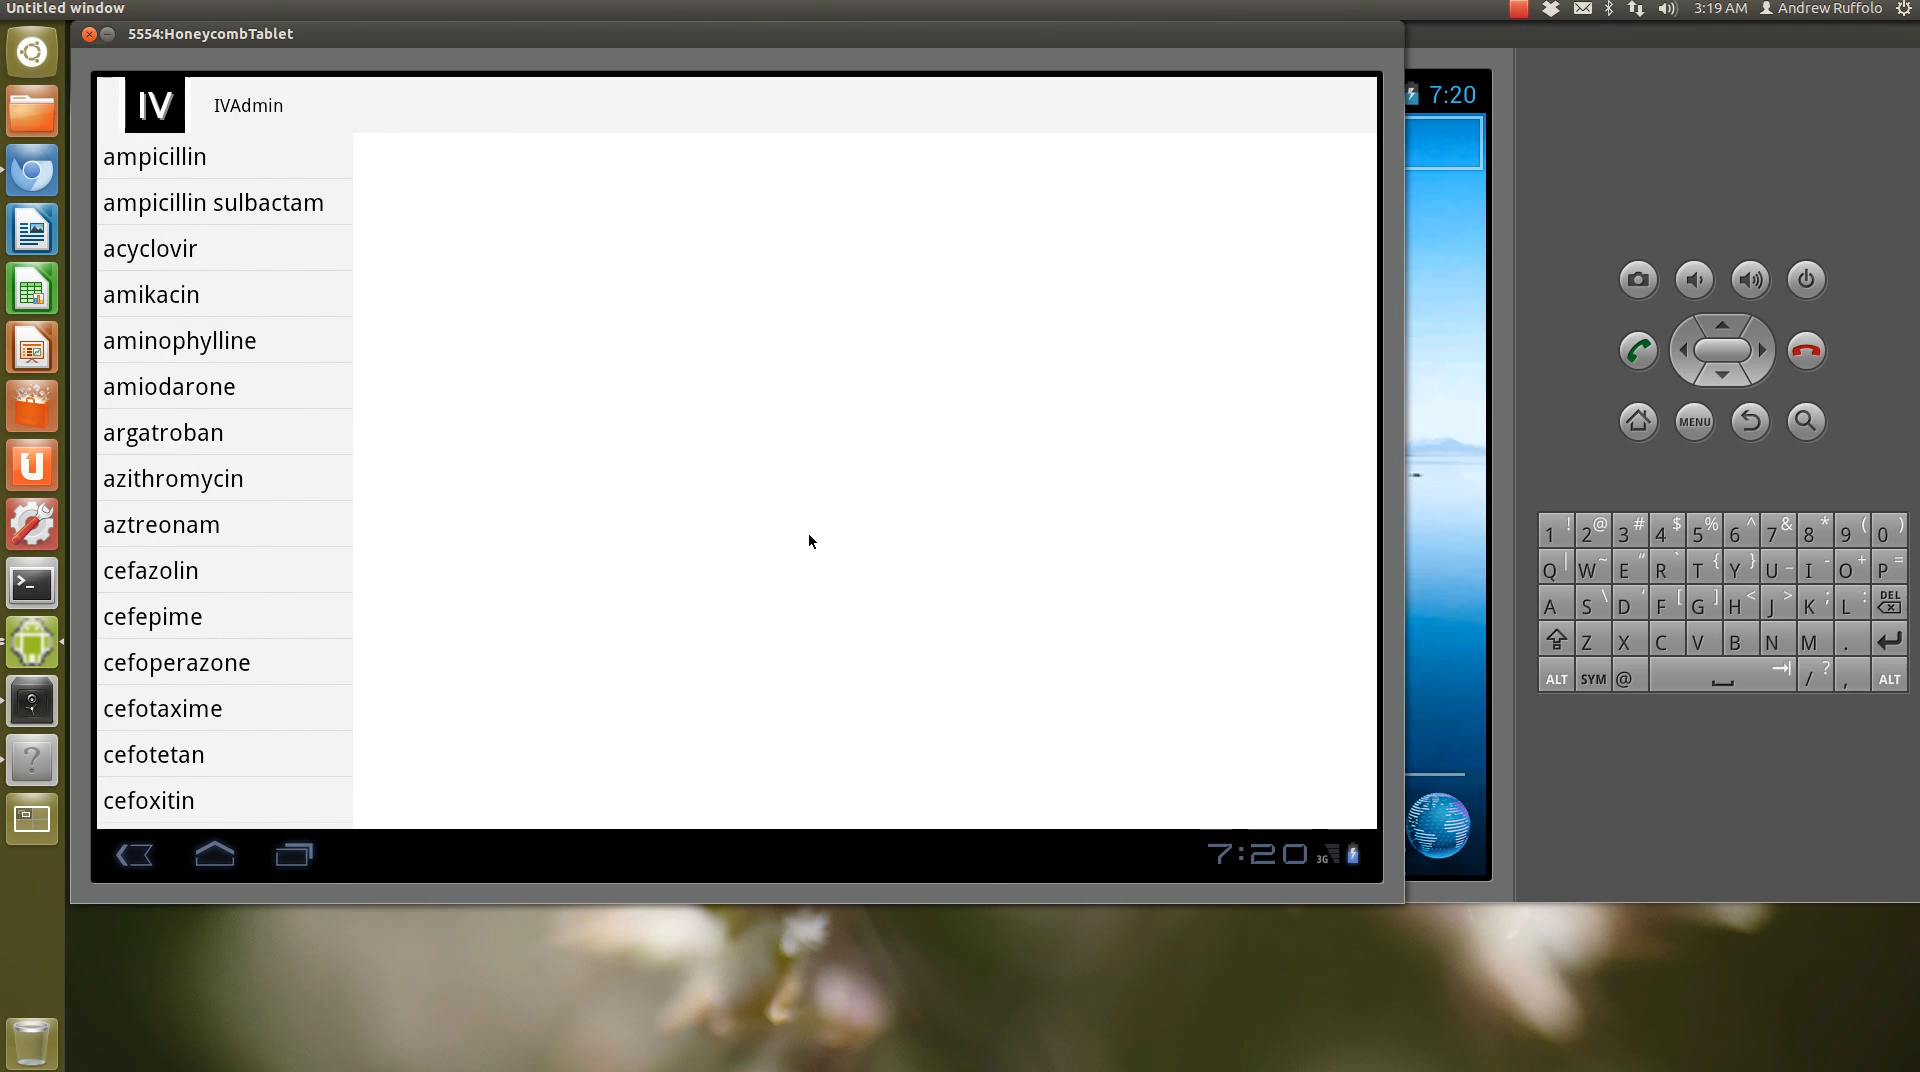 Untitled window
3:19 AM
Andrew Ruffolo
5554:HoneycombTablet
IV
IVAdmin
7:20
ampicillin
ampicillin sulbactam
acyclovir
amikacin
aminophylline
amiodarone
argatroban
azithromycin
aztreonam
cefazolin
cefepime
cefoperazone
cefotaxime
cefotetan
cefoxitin
7:20 3G
MENU
1 ! 2 @ 3 # 4 $ 5 % 6 ^ 7 & 8 * 9 ( 0 )
Q | W ~ E " R ` T { Y } U _ I - O + P =
A S \ D ' F [ G ] H < J > K ; L : DEL
Z X C V B N M .
ALT SYM @ / ? , ALT